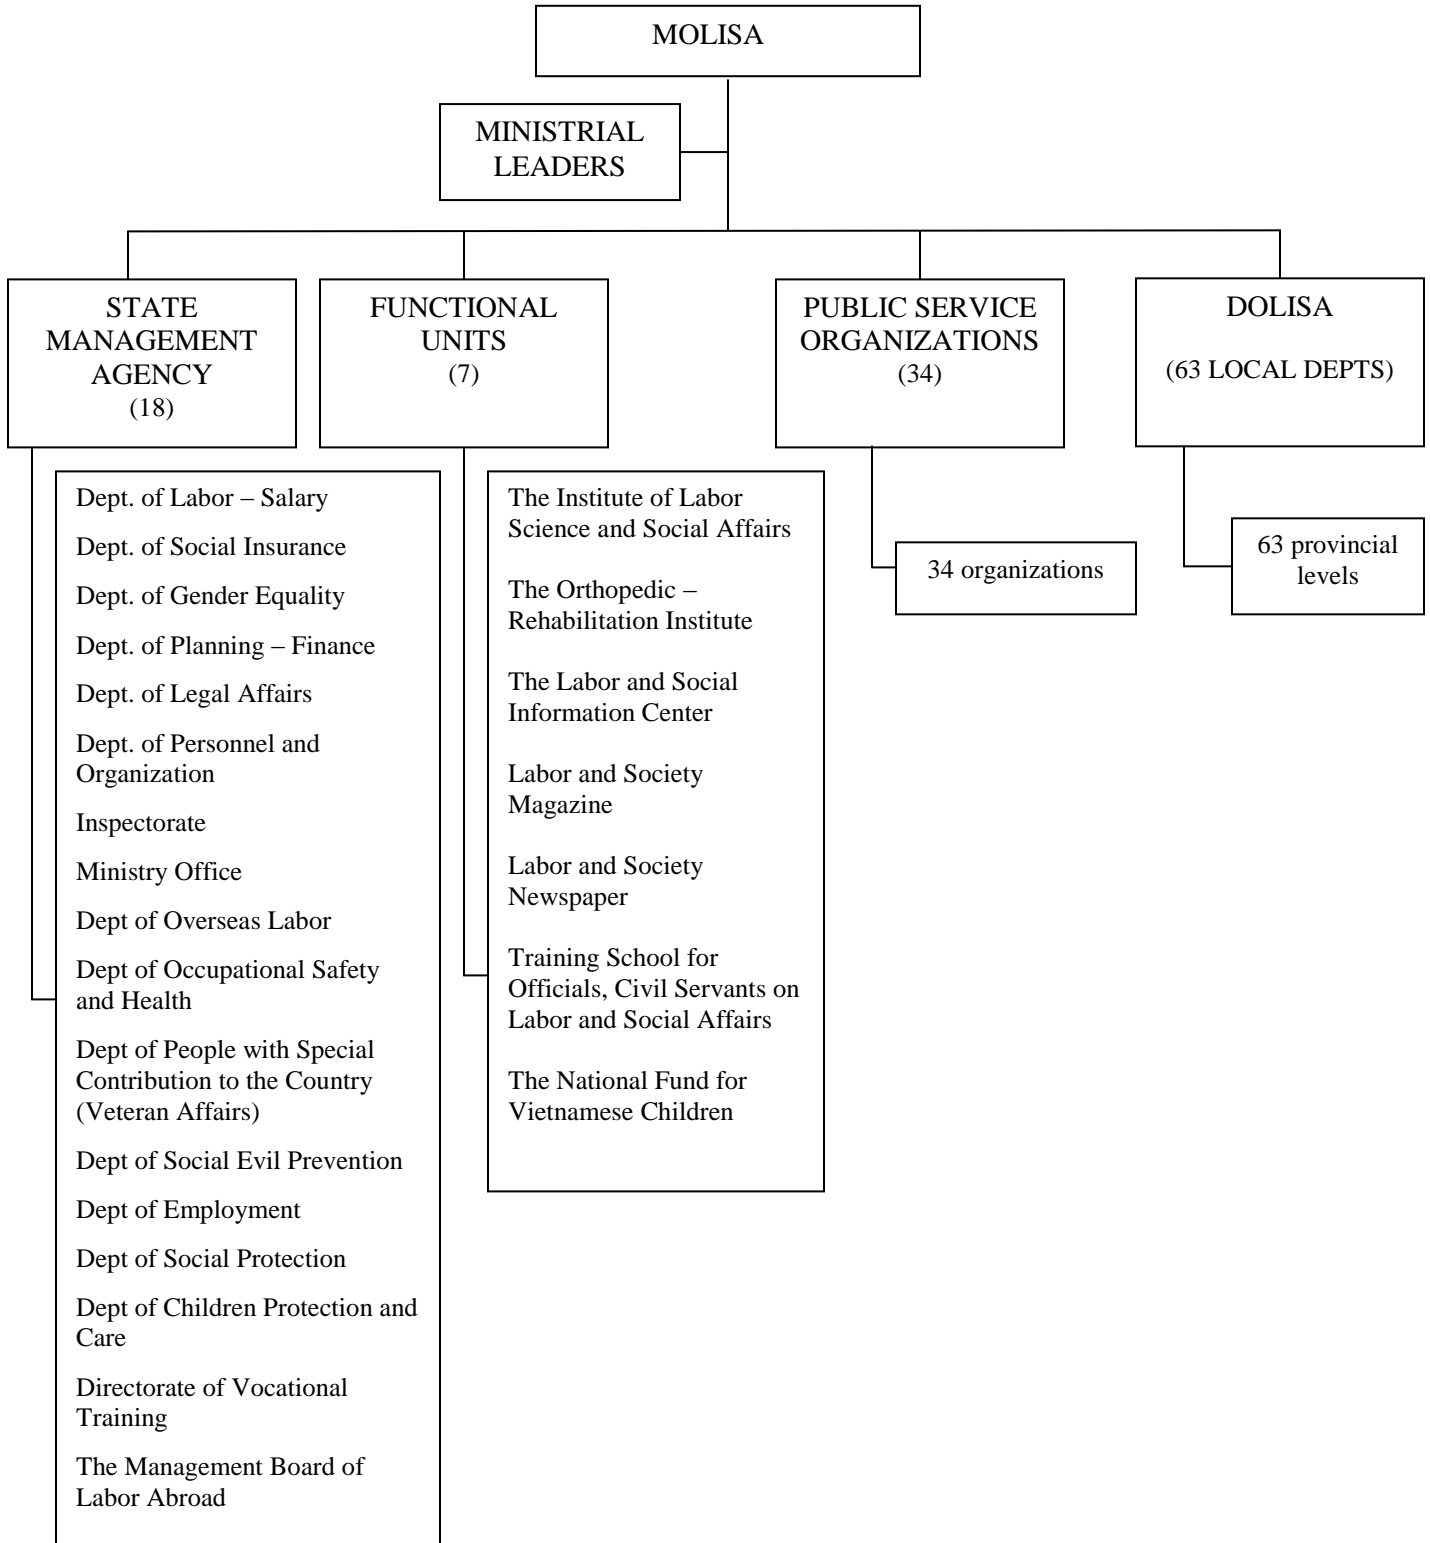 MOLISA
MINISTRIAL
LEADERS
STATE
MANAGEMENT
AGENCY
(18)
FUNCTIONAL
UNITS
(7)
PUBLIC SERVICE
ORGANIZATIONS
(34)
DOLISA
(63 LOCAL DEPTS)
Dept. of Labor – Salary
Dept. of Social Insurance
Dept. of Gender Equality
Dept. of Planning – Finance
Dept. of Legal Affairs
Dept. of Personnel and
Organization
Inspectorate
Ministry Office
Dept of Overseas Labor
Dept of Occupational Safety
and Health
Dept of People with Special
Contribution to the Country
(Veteran Affairs)
Dept of Social Evil Prevention
Dept of Employment
Dept of Social Protection
Dept of Children Protection and
Care
Directorate of Vocational
Training
The Management Board of
Labor Abroad
The Institute of Labor
Science and Social Affairs
The Orthopedic –
Rehabilitation Institute
The Labor and Social
Information Center
Labor and Society
Magazine
Labor and Society
Newspaper
Training School for
Officials, Civil Servants on
Labor and Social Affairs
The National Fund for
Vietnamese Children
34 organizations
63 provincial
levels